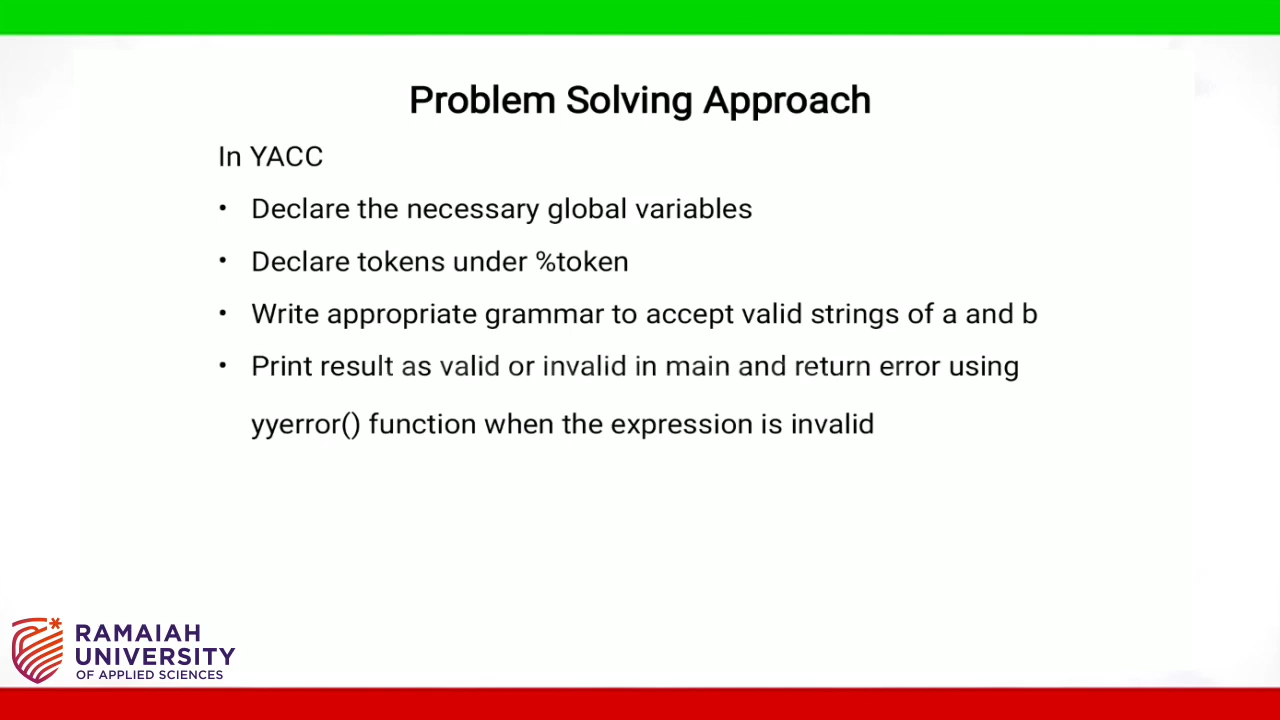 Problem Solving Approach
In YACC
• Declare the necessary global variables
• Declare tokens under %token
• Write appropriate grammar to accept valid strings of a and b
• Print result as valid or invalid in main and return error using
yyerror() function when the expression is invalid
RAMAIAH
UNIVERSITY
OF APPLIED SCIENCES